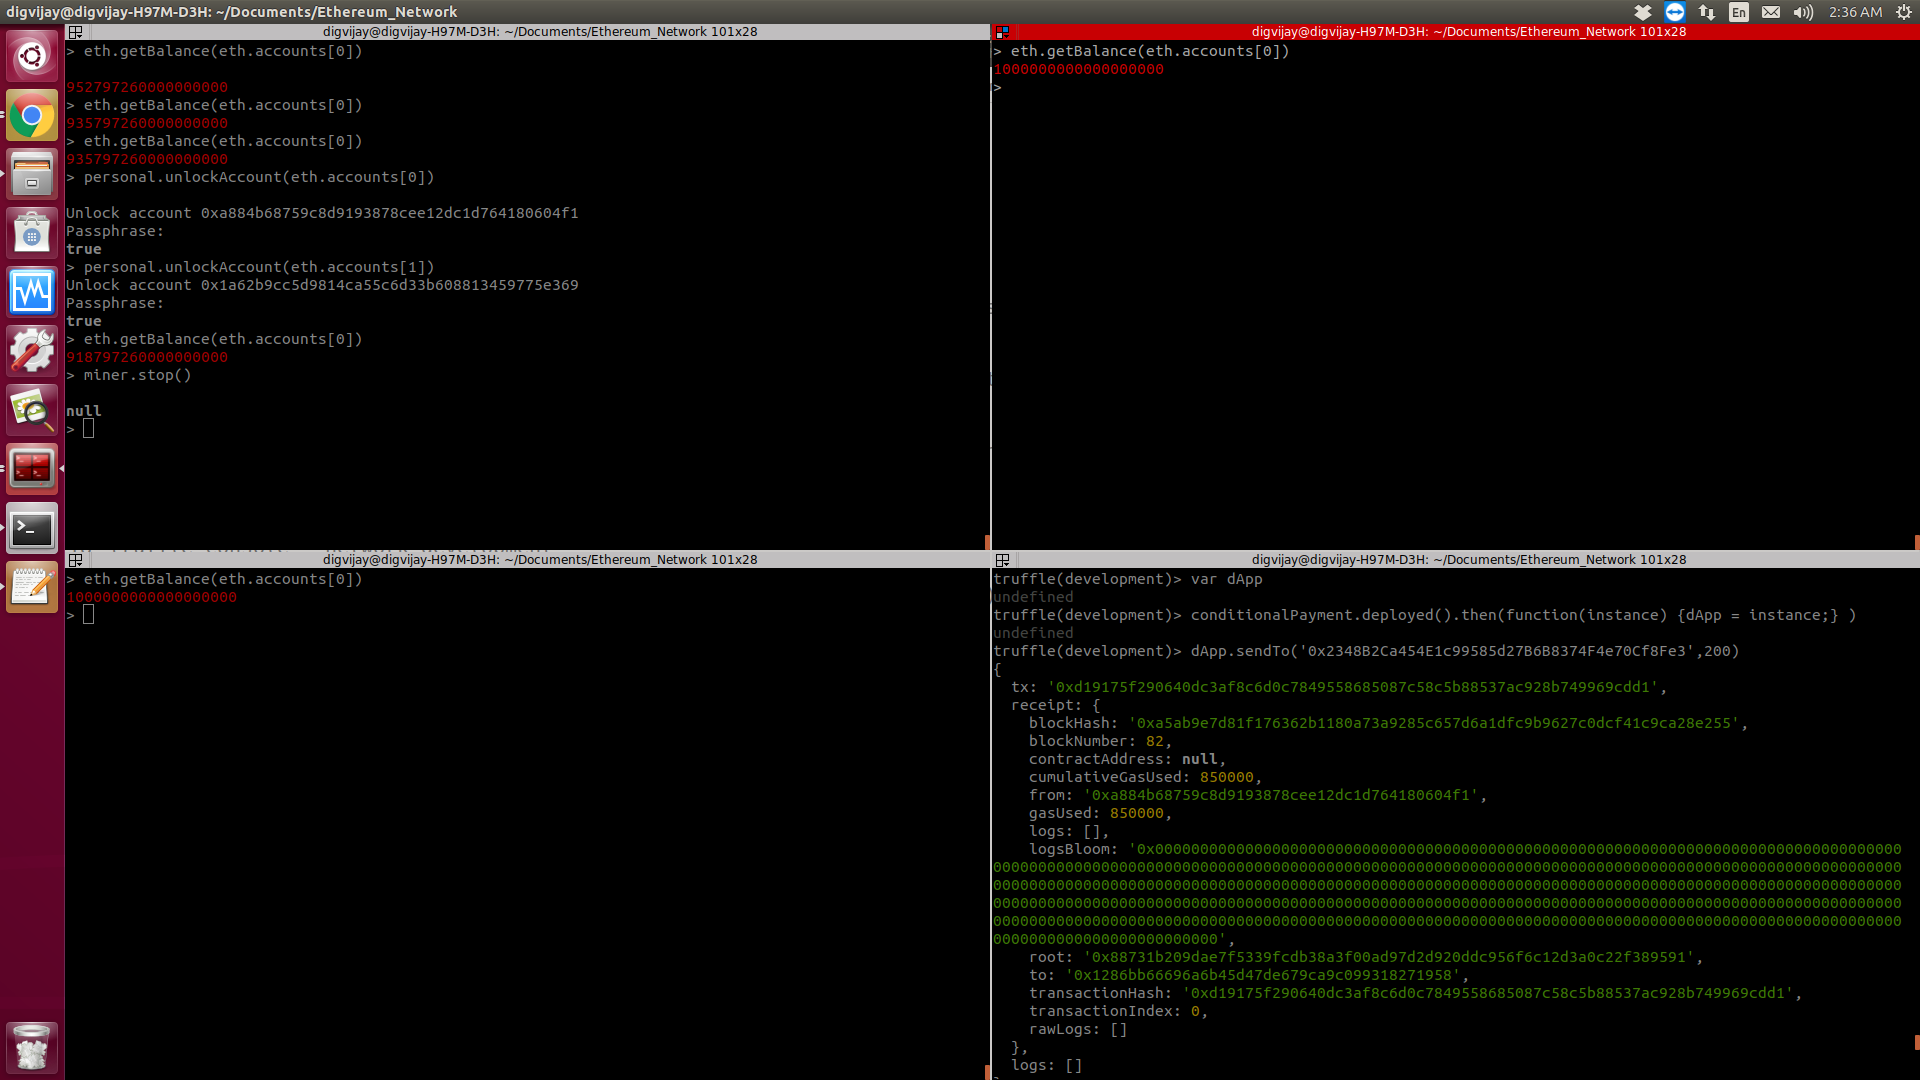 digvijay@digvijay-H97M-D3H: ~/Documents/Ethereum_Network
En
2:36 AM
digvijay@digvijay-H97M-D3H: ~/Documents/Ethereum_Network 101x28
> eth.getBalance(eth.accounts[0])
952797260000000000
> eth.getBalance(eth.accounts[0])
935797260000000000
> eth.getBalance(eth.accounts[0])
935797260000000000
> personal.unlockAccount(eth.accounts[0])
Unlock account 0xa884b68759c8d9193878cee12dc1d764180604f1
Passphrase:
true
> personal.unlockAccount(eth.accounts[1])
Unlock account 0x1a62b9cc5d9814ca55c6d33b608813459775e369
Passphrase:
true
> eth.getBalance(eth.accounts[0])
918797260000000000
> miner.stop()
null
>
digvijay@digvijay-H97M-D3H: ~/Documents/Ethereum_Network 101x28
> eth.getBalance(eth.accounts[0])
1000000000000000000
>
digvijay@digvijay-H97M-D3H: ~/Documents/Ethereum_Network 101x28
> eth.getBalance(eth.accounts[0])
1000000000000000000
>
digvijay@digvijay-H97M-D3H: ~/Documents/Ethereum_Network 101x28
truffle(development)> var dApp
undefined
truffle(development)> conditionalPayment.deployed().then(function(instance) {dApp = instance;} )
undefined
truffle(development)> dApp.sendTo('0x2348B2Ca454E1c99585d27B6B8374F4e70Cf8Fe3',200)
{
tx: '0xd19175f290640dc3af8c6d0c7849558685087c58c5b88537ac928b749969cdd1',
receipt: {
blockHash: '0xa5ab9e7d81f176362b1180a73a9285c657d6a1dfc9b9627c0dcf41c9ca28e255',
blockNumber: 82,
contractAddress: null,
cumulativeGasUsed: 850000,
from: '0xa884b68759c8d9193878cee12dc1d764180604f1',
gasUsed: 850000,
logs: [],
logsBloom: '0x000000000000000000000000000000000000000000000000000000000000000000000000000000000000
00000000000000000000000000000000000000000000000000000000000000000000000000000000000000000000000000000
00000000000000000000000000000000000000000000000000000000000000000000000000000000000000000000000000000
00000000000000000000000000000000000000000000000000000000000000000000000000000000000000000000000000000
00000000000000000000000000000000000000000000000000000000000000000000000000000000000000000000000000000
0000000000000000000000000',
root: '0x88731b209dae7f5339fcdb38a3f00ad97d2d920ddc956f6c12d3a0c22f389591',
to: '0x1286bb66696a6b45d47de679ca9c099318271958',
transactionHash: '0xd19175f290640dc3af8c6d0c7849558685087c58c5b88537ac928b749969cdd1',
transactionIndex: 0,
rawLogs: []
},
logs: []